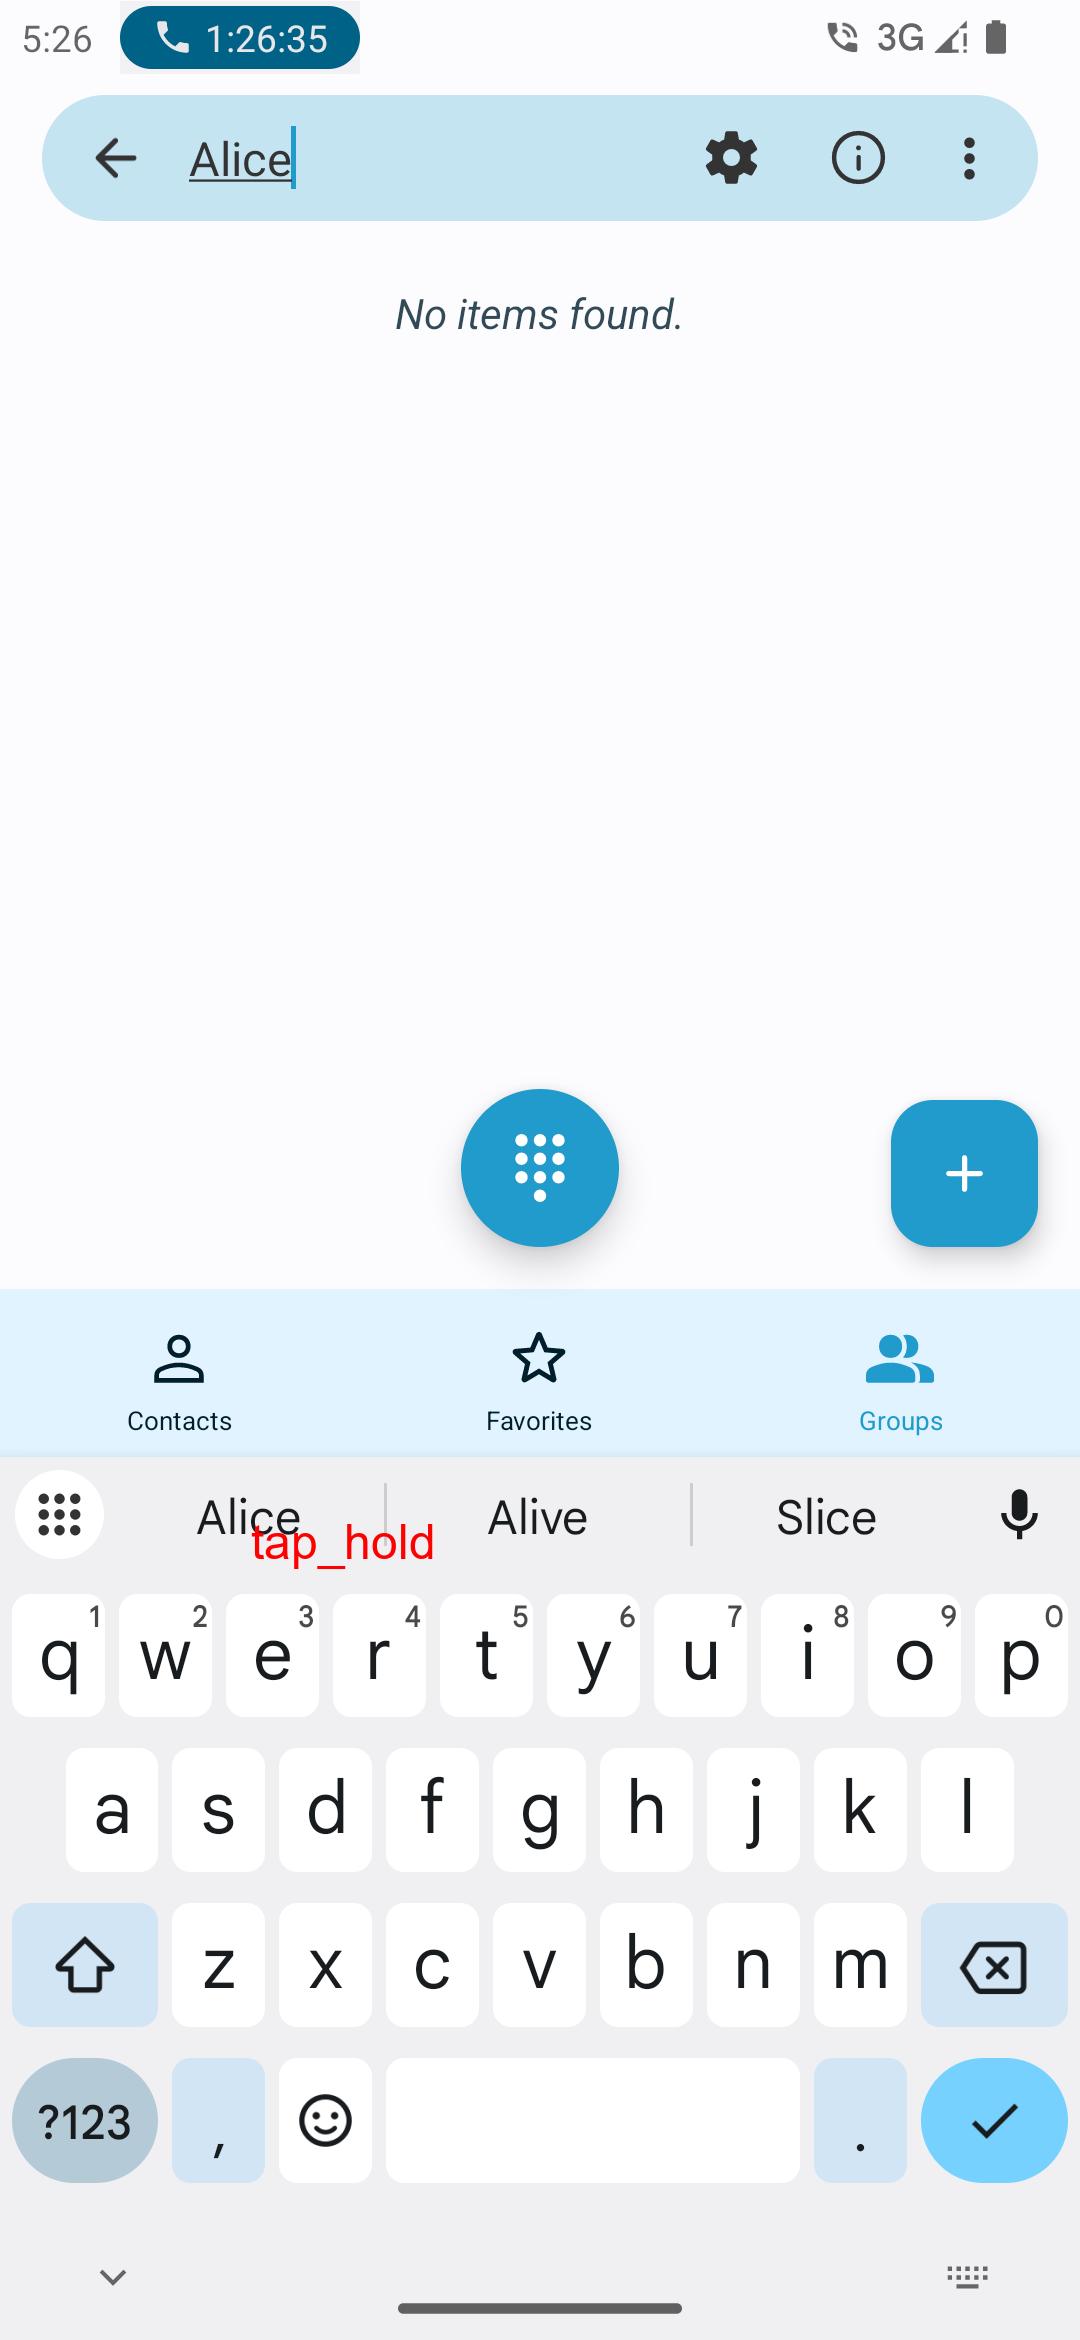 5:26 1:26:35 3G
Alice
No items found.
Contacts Favorites Groups
Alice Alive Slice
tap_hold
q 1 w 2 e 3 r 4 t 5 y 6 u 7 i 8 o 9 p 0
a s d f g h j k l
z x c v b n m
?123 , .